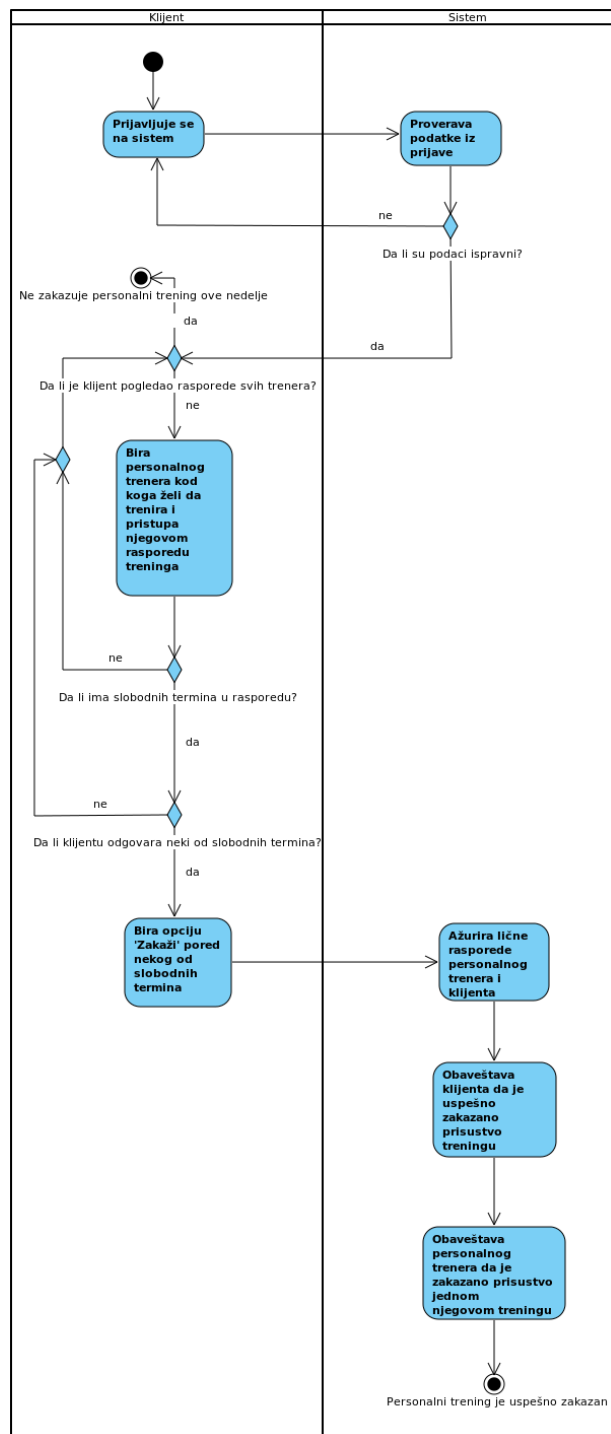 Klijent
Sistem
Prijavljuje se
na sistem
Proverava
podatke iz
prijave
ne
Da li su podaci ispravni?
Ne zakazuje personalni trening ove nedelje
da
da
Da li je klijent pogledao rasporede svih trenera?
ne
Bira
personalnog
trenera kod
koga želi da
trenira i
pristupa
njegovom
rasporedu
treninga
ne
Da li ima slobodnih termina u rasporedu?
da
ne
Da li klijentu odgovara neki od slobodnih termina?
da
Bira opciju
'Zakaži' pored
nekog od
slobodnih
termina
Ažurira lične
rasporede
personalnog
trenera i
klijenta
Obaveštava
klijenta da je
uspešno
zakazano
prisustvo
treningu
Obaveštava
personalnog
trenera da je
zakazano prisustvo
jednom
njegovom treningu
Personalni trening je uspešno zakazan